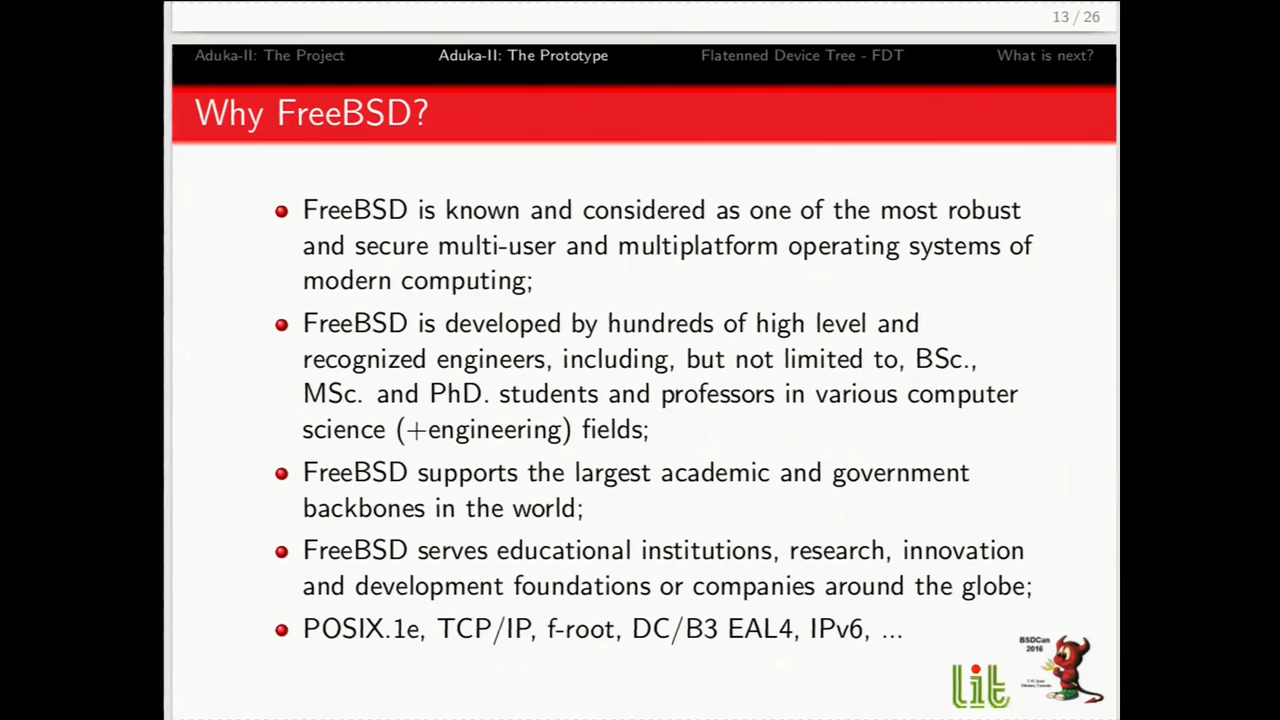 13 / 26
Aduka-II: The Project Aduka-II: The Prototype Flatenned Device Tree - FDT What is next?
Why FreeBSD?
FreeBSD is known and considered as one of the most robust
and secure multi-user and multiplatform operating systems of
modern computing;
FreeBSD is developed by hundreds of high level and
recognized engineers, including, but not limited to, BSc.,
MSc. and PhD. students and professors in various computer
science (+engineering) fields;
FreeBSD supports the largest academic and government
backbones in the world;
FreeBSD serves educational institutions, research, innovation
and development foundations or companies around the globe;
POSIX.1e, TCP/IP, f-root, DC/B3 EAL4, IPv6, ...
BSDCan
2016
lit